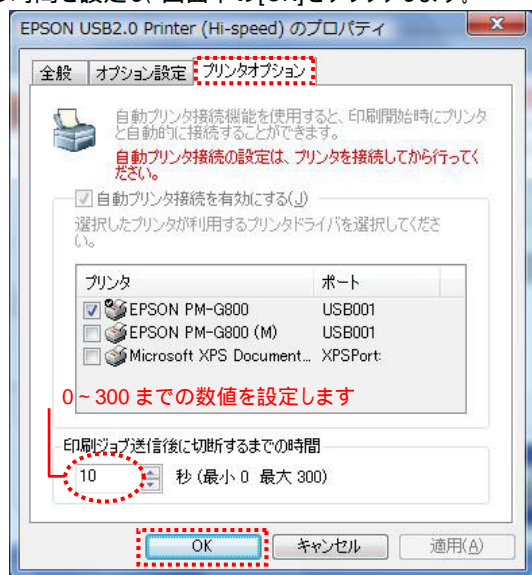 EPSON USB2.0 Printer (Hi-speed) のプロパティ
全般 オプション設定 プリンタオプション
自動プリンタ接続機能を使用すると、印刷開始時にプリンタ
と自動的に接続することができます。
自動プリンタ接続の設定は、プリンタを接続してから行ってく
ださい。
自動プリンタ接続を有効にする(J)
選択したプリンタが利用するプリンタドライバを選択してくださ
い。
プリンタ ポート
EPSON PM-G800 USB001
EPSON PM-G800 (M) USB001
Microsoft XPS Document... XPSPort:
0~300 までの数値を設定します
印刷ジョブ送信後に切断するまでの時間
10 秒 (最小 0 最大 300)
OK キャンセル 適用(A)